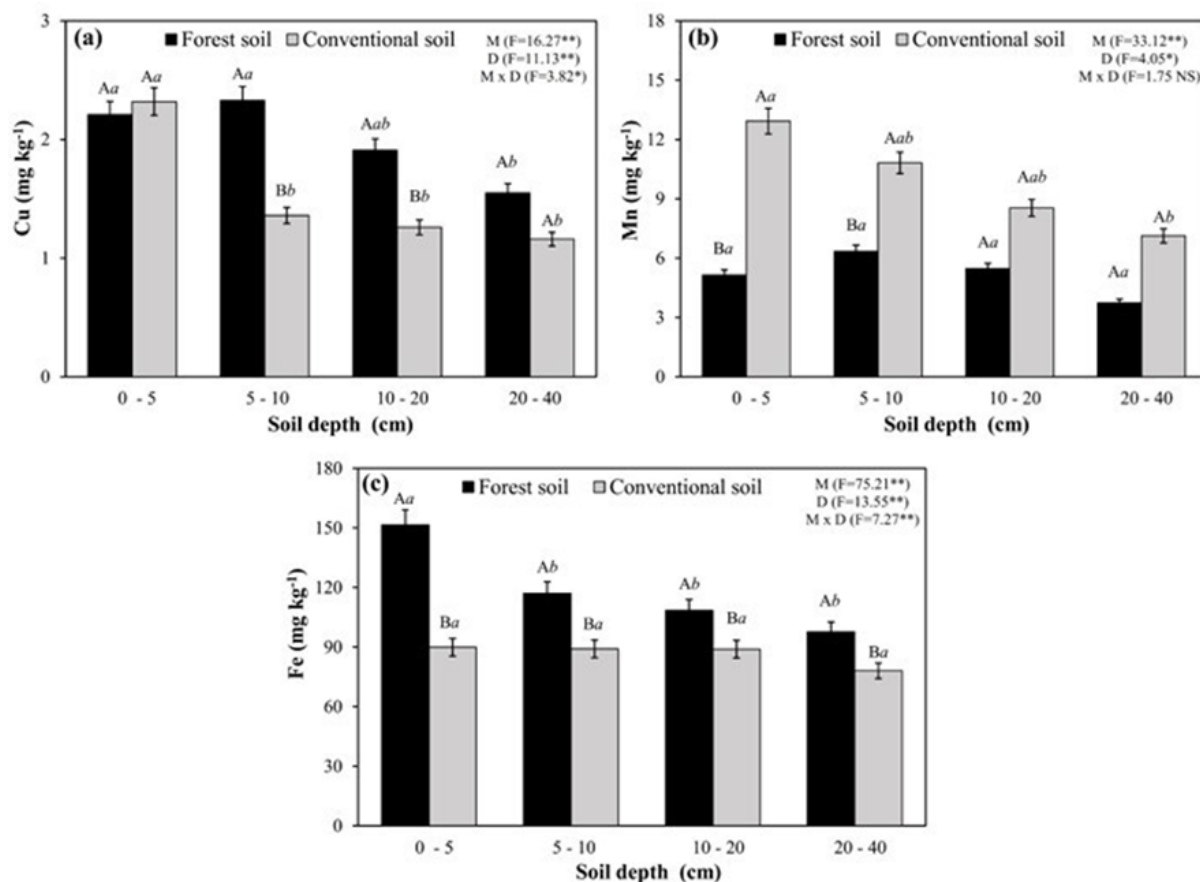 (a)
Forest soil Conventional soil
M (F=16.27**)
D (F=11.13**)
M x D (F=3.82*)
Cu (mg kg⁻¹)
3
2
1
0
Aa Aa Aa Bb Aab Bb Ab Ab
0 - 5 5 - 10 10 - 20 20 - 40
Soil depth (cm)
(b)
Forest soil Conventional soil
M (F=33.12**)
D (F=4.05*)
M x D (F=1.75 NS)
Mn (mg kg⁻¹)
18
15
12
9
6
3
0
Ba Aa Ba Aab Aa Aab Aa Ab
0 - 5 5 - 10 10 - 20 20 - 40
Soil depth (cm)
(c)
Forest soil Conventional soil
M (F=75.21**)
D (F=13.55**)
M x D (F=7.27**)
Fe (mg kg⁻¹)
180
150
120
90
60
30
0
Aa Ba Ab Ba Ab Ba Ab Ba
0 - 5 5 - 10 10 - 20 20 - 40
Soil depth (cm)